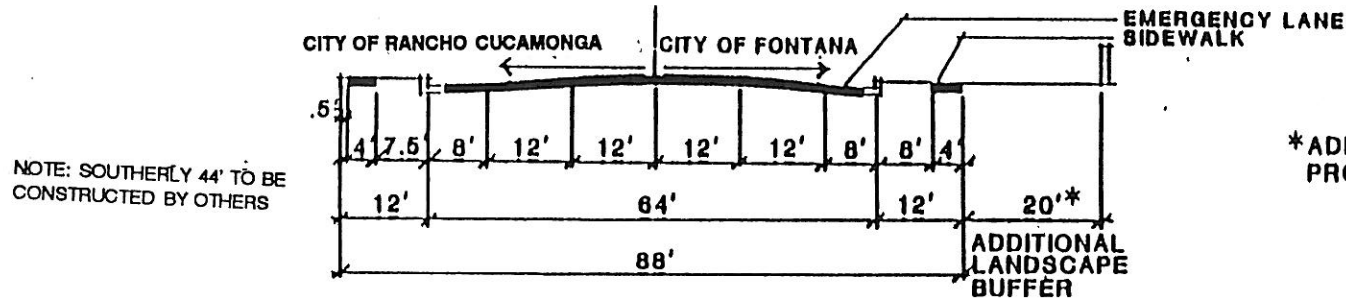 EMERGENCY LANE
SIDEWALK
CITY OF RANCHO CUCAMONGA
CITY OF FONTANA
.5'
4' 7.5' 8' 12' 12' 12' 12' 8' 8' 4'
*ADD
PRO
NOTE: SOUTHERLY 44' TO BE
CONSTRUCTED BY OTHERS
12' 64' 12' 20'*
88'
ADDITIONAL
LANDSCAPE
BUFFER